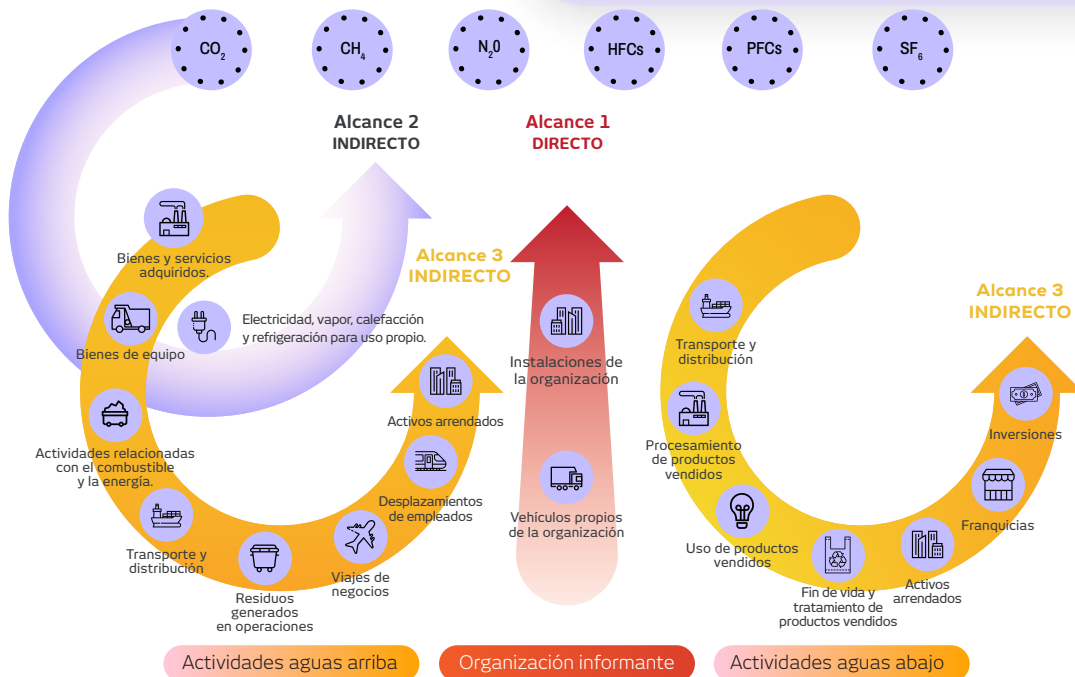 CO₂
CH₄
N₂0
HFCs
PFCs
SF₆
Alcance 2
INDIRECTO
Alcance 1
DIRECTO
Bienes y servicios
adquiridos.
Alcance 3
INDIRECTO
Electricidad, vapor, calefacción
y refrigeración para uso propio.
Bienes de equipo
Activos arrendados
Actividades relacionadas
con el combustible
y la energía.
Desplazamientos
de empleados
Transporte y
distribución
Viajes de
negocios
Residuos
generados
en operaciones
Instalaciones de
la organización
Vehículos propios
de la organización
Alcance 3
INDIRECTO
Transporte y
distribución
Procesamiento
de productos
vendidos
Uso de productos
vendidos
Fin de vida y
tratamiento de
productos vendidos
Activos
arrendados
Franquicias
Inversiones
Actividades aguas arriba
Organización informante
Actividades aguas abajo